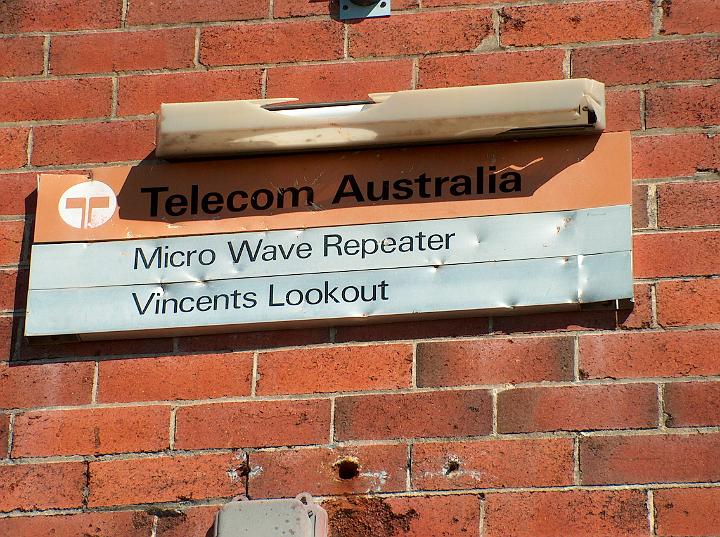 Telecom Australia
Micro Wave Repeater
Vincents Lookout